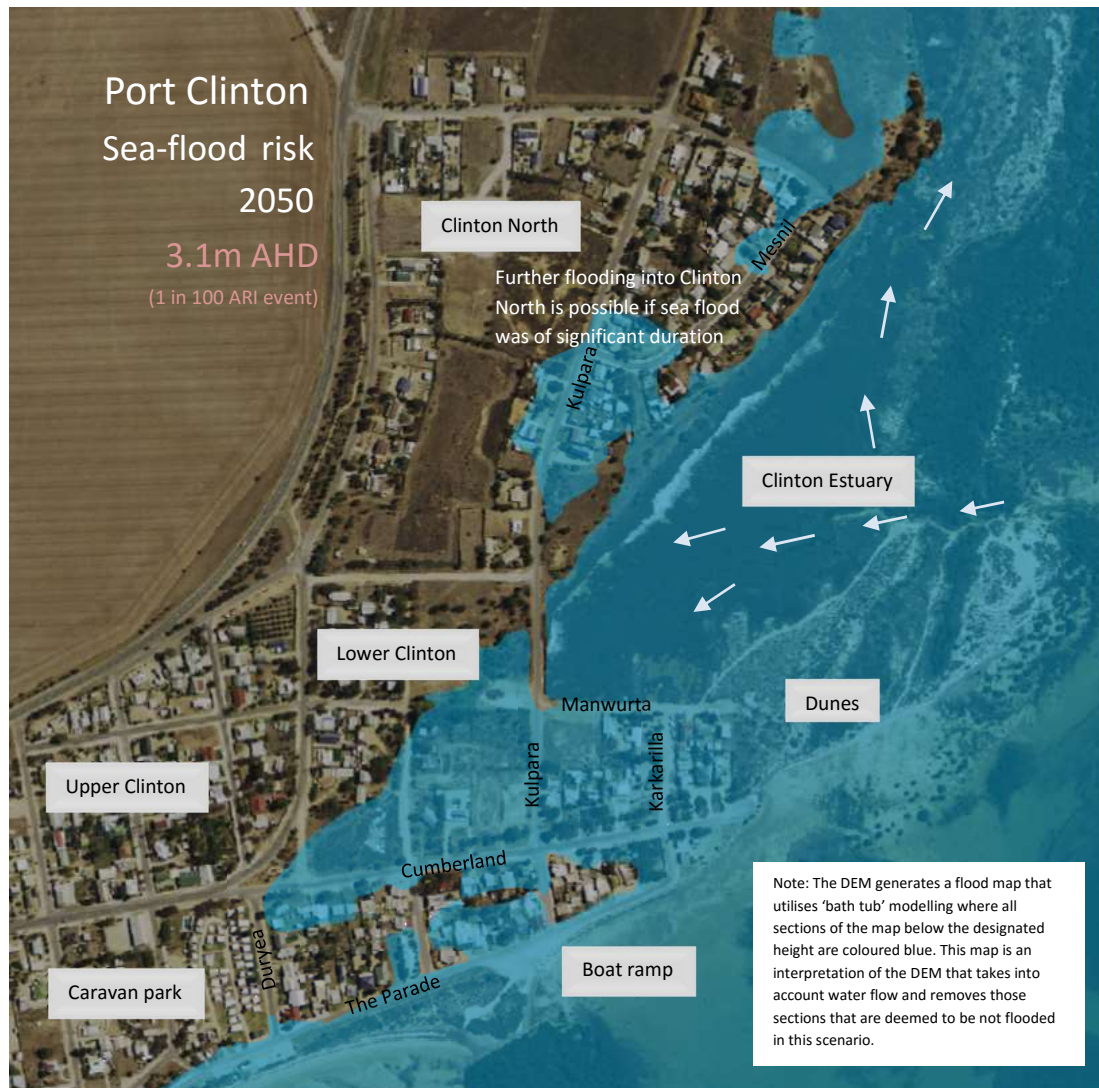 Port Clinton
Sea-flood risk
2050
3.1m AHD
(1 in 100 ARI event)
Clinton North
Mesnil
Further flooding into Clinton
North is possible if sea flood
was of significant duration
Kulpara
Clinton Estuary
Lower Clinton
Manwurta
Dunes
Kulpara
Karkarilla
Upper Clinton
Cumberland
Duryea
The Parade
Boat ramp
Caravan park
Note: The DEM generates a flood map that
utilises ‘bath tub’ modelling where all
sections of the map below the designated
height are coloured blue. This map is an
interpretation of the DEM that takes into
account water flow and removes those
sections that are deemed to be not flooded
in this scenario.